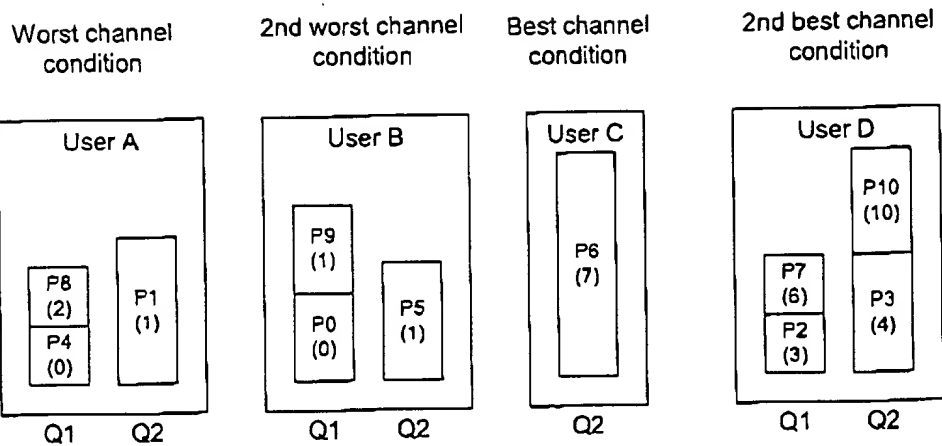 Worst channel
condition
2nd worst channel
condition
Best channel
condition
2nd best channel
condition
User A
P8
(2)
P4
(0)
P1
(1)
Q1
Q2
User B
P9
(1)
P0
(0)
P5
(1)
Q1
Q2
User C
P6
(7)
Q2
User D
P7
(6)
P2
(3)
P10
(10)
P3
(4)
Q1
Q2